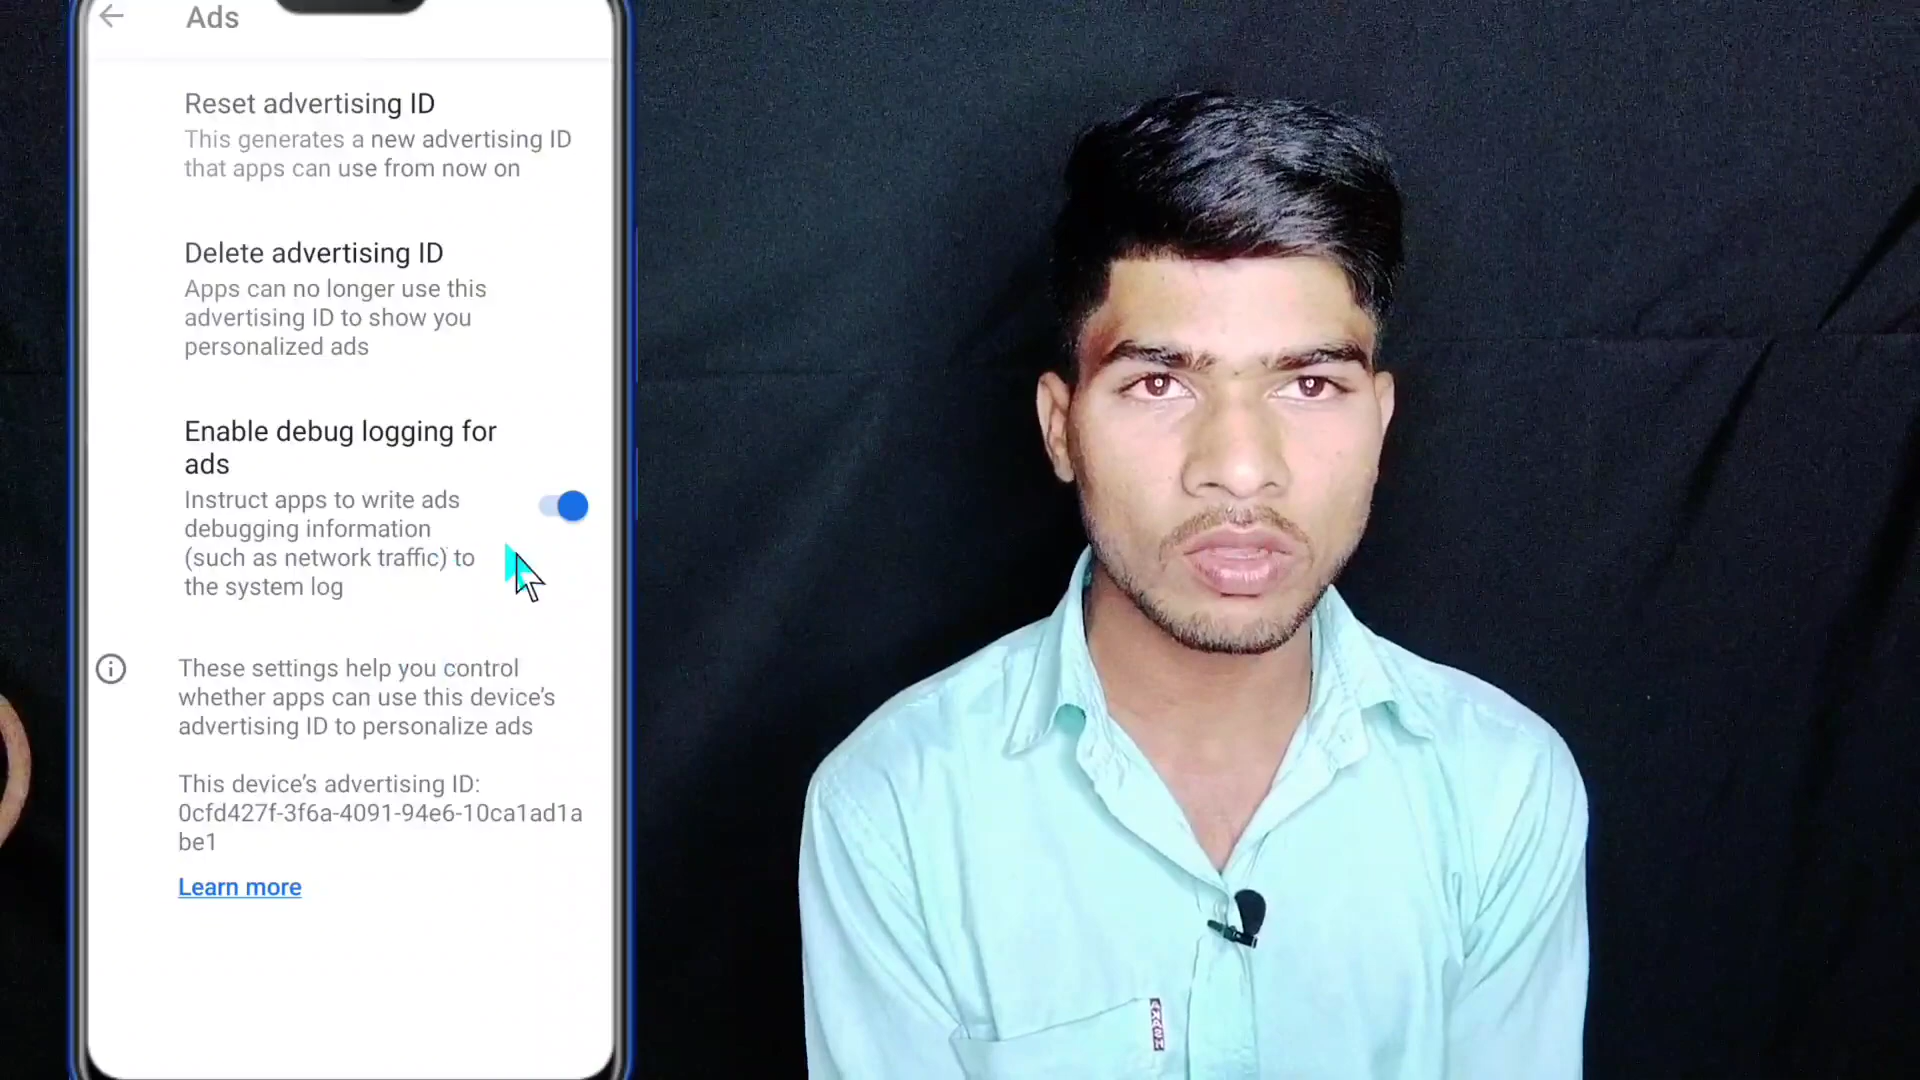 Ads
Reset advertising ID
This generates a new advertising ID
that apps can use from now on
Delete advertising ID
Apps can no longer use this
advertising ID to show you
personalized ads
Enable debug logging for
ads
Instruct apps to write ads
debugging information
(such as network traffic) to
the system log
These settings help you control
whether apps can use this device’s
advertising ID to personalize ads
This device’s advertising ID:
0cfd427f-3f6a-4091-94e6-10ca1ad1a
be1
Learn more
AKASH